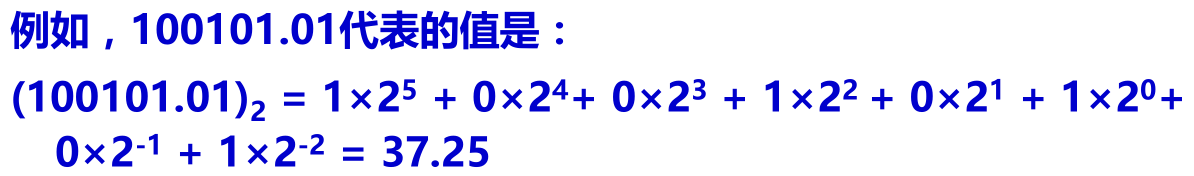 例如，100101.01代表的值是：
(100101.01)₂ = 1×2⁵ + 0×2⁴+ 0×2³ + 1×2² + 0×2¹ + 1×2⁰+
0×2⁻¹ + 1×2⁻² = 37.25